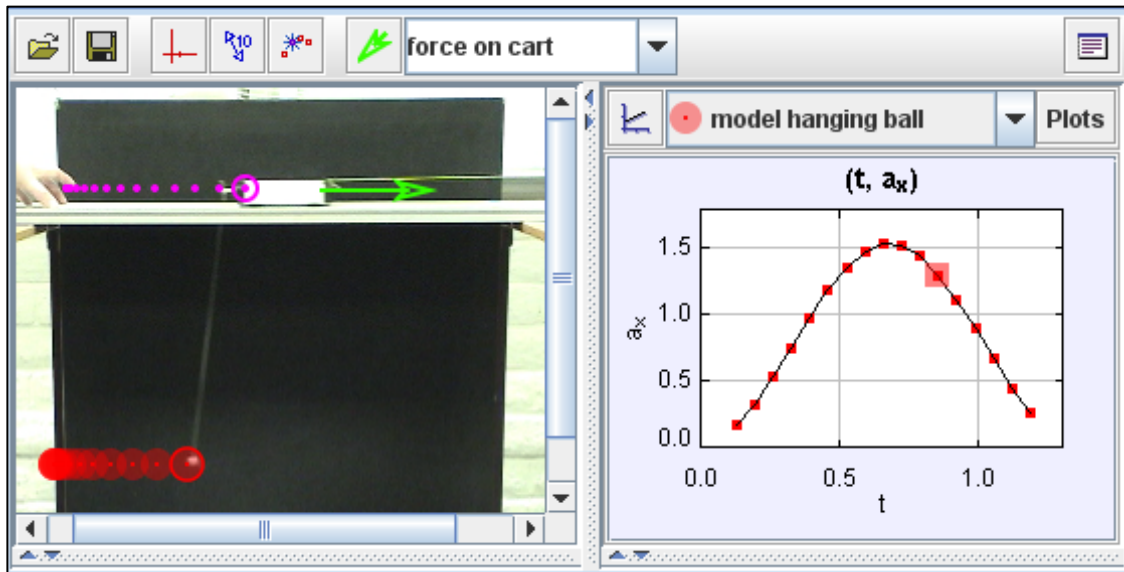 R10
force on cart
model hanging ball
Plots
(t, aₓ)
1.5
1.0
0.5
0.0
aₓ
0.0 0.5 1.0
t